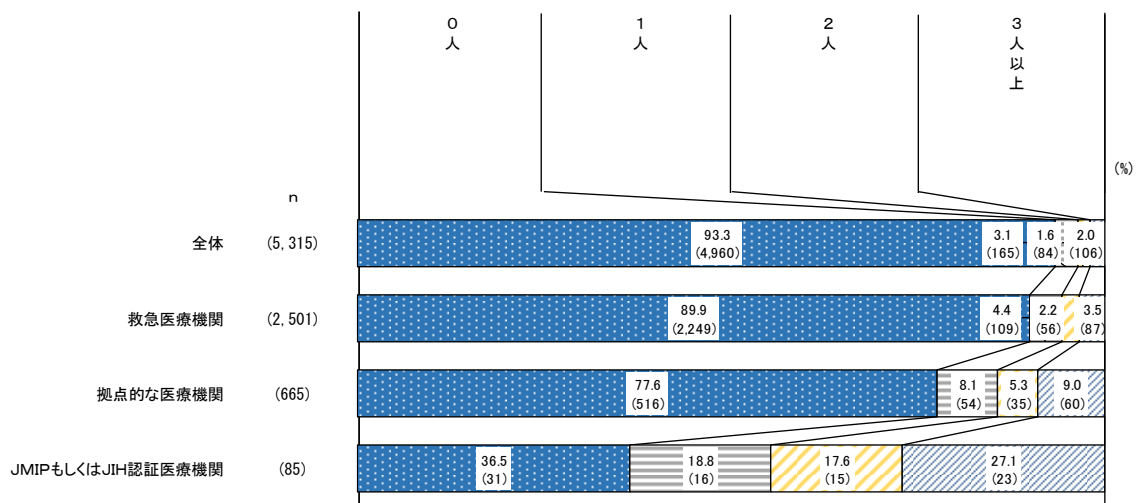 0人
1人
2人
3人以上
(%)
n
全体 (5,315) 93.3 3.1 1.6 2.0
(4,960) (165) (84) (106)
救急医療機関 (2,501) 89.9 4.4 2.2 3.5
(2,249) (109) (56) (87)
拠点的な医療機関 (665) 77.6 8.1 5.3 9.0
(516) (54) (35) (60)
JMIPもしくはJIH認証医療機関 (85) 36.5 18.8 17.6 27.1
(31) (16) (15) (23)